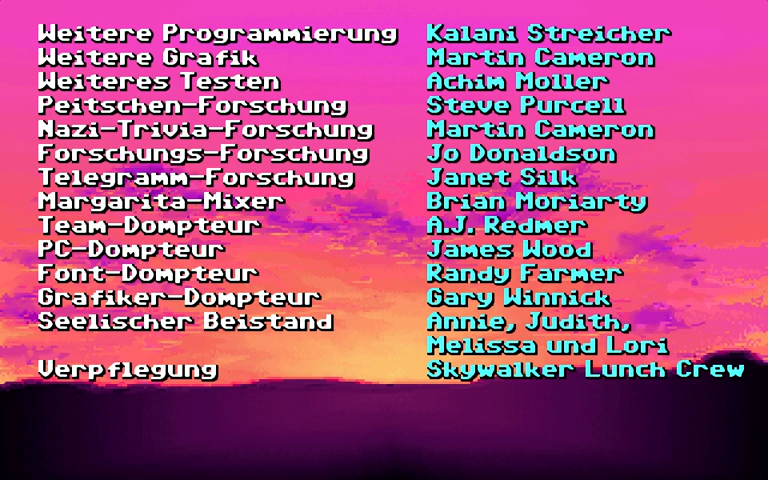 Weitere Programmierung Kalani Streicher
Weitere Grafik Martin Cameron
Weiteres Testen Achim Moller
Peitschen-Forschung Steve Purcell
Nazi-Trivia-Forschung Martin Cameron
Forschungs-Forschung Jo Donaldson
Telegramm-Forschung Janet Silk
Margarita-Mixer Brian Moriarty
Team-Dompteur A.J. Redmer
PC-Dompteur James Wood
Font-Dompteur Randy Farmer
Grafiker-Dompteur Gary Winnick
Seelischer Beistand Annie, Judith,
Melissa und Lori
Verpflegung Skywalker Lunch Crew